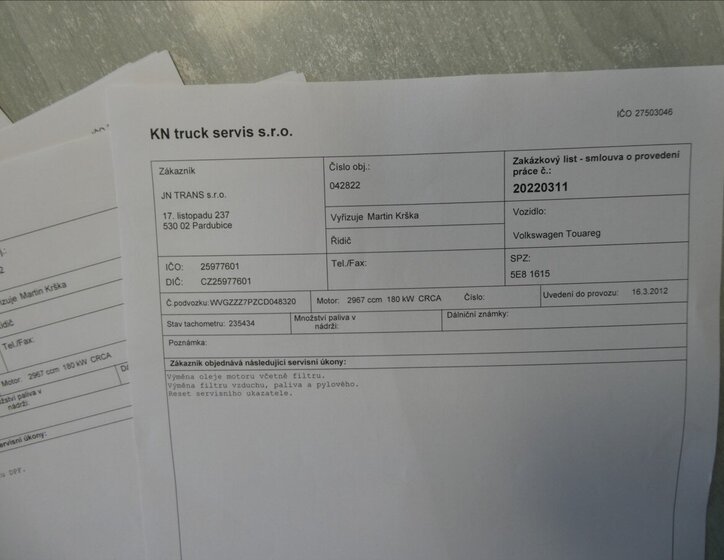 IČO 27503046
KN truck servis s.r.o.
Zákazník
JN TRANS s.r.o.
17. listopadu 237
530 02 Pardubice
IČO: 25977601
DIČ: CZ25977601
Číslo obj.:
042822
Vyřizuje Martin Krška
Řidič
Tel./Fax:
Zakázkový list - smlouva o provedení
práce č.:
20220311
Vozidlo:
Volkswagen Touareg
SPZ:
5E8 1615
Č podvozku: WVGZZZ7PZCD048320 Motor: 2967 ccm 180 kW CRCA Číslo: Uvedení do provozu: 16.3.2012
Stav tachometru: 235434
Množství paliva v
nádrži:
Dálniční známky:
Poznámka:
Zákazník objednává následující servisní úkony:
Výměna oleje motoru včetně filtru.
Výměna filtru vzduchu, paliva a pylového.
Reset servisního ukazatele.
Krška
Tel./Fax:
Motor: 2967 ccm 180 kW CRCA
paliva v
nádrži
úkony:
DPF.